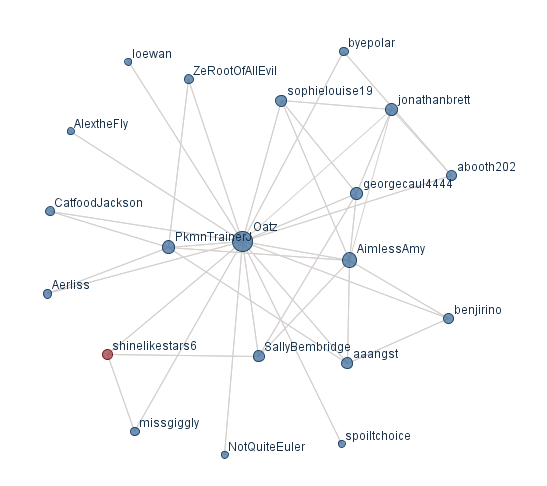 byepolar
loewan
ZeRootOfAllEvil
sophielouise19
jonathanbrett
AlextheFly
abooth202
georgecaul4444
CatfoodJackson
Oatz
PkmnTrainerJ
AimlessAmy
Aerliss
benjirino
shinelikestars6
SallyBembridge
aaangst
missgiggly
spoiltchoice
NotQuiteEuler